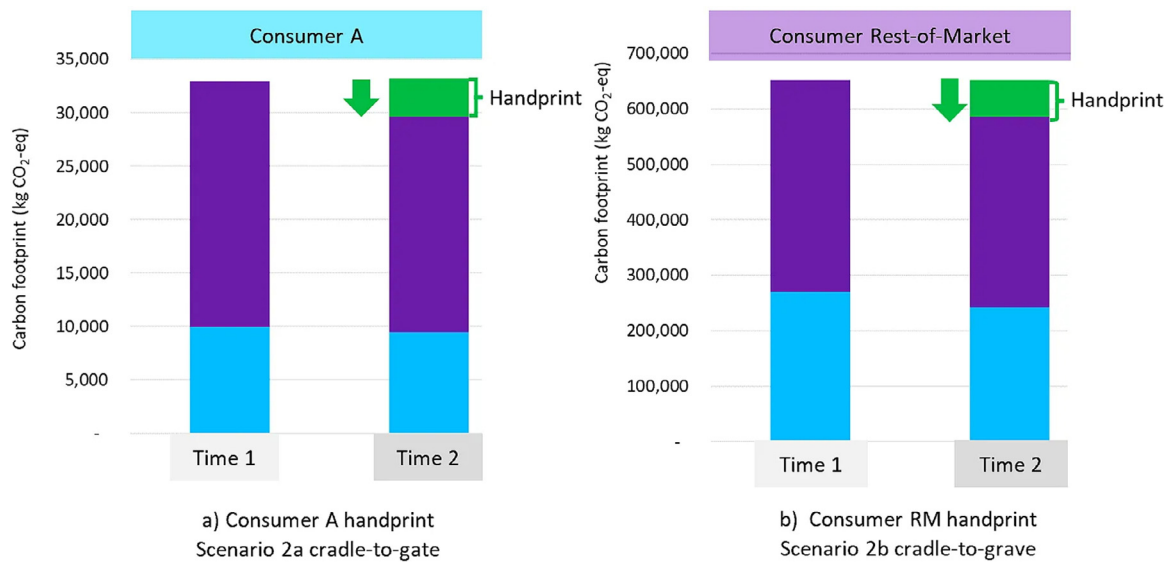 Consumer A
35,000
30,000
25,000
20,000
15,000
10,000
5,000
-
Carbon footprint (kg CO₂-eq)
Handprint
Time 1
Time 2
a) Consumer A handprint
Scenario 2a cradle-to-gate
Consumer Rest-of-Market
700,000
600,000
500,000
400,000
300,000
200,000
100,000
-
Carbon footprint (kg CO₂-eq)
Handprint
Time 1
Time 2
b) Consumer RM handprint
Scenario 2b cradle-to-grave